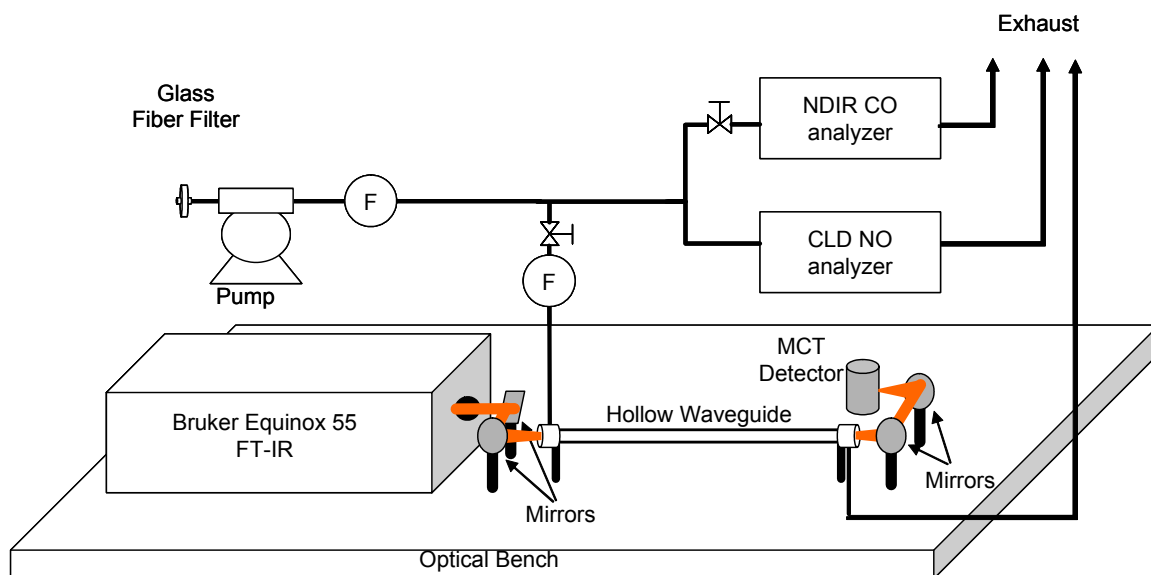 Exhaust
Glass
Fiber Filter
NDIR CO
analyzer
F
CLD NO
analyzer
F
Pump
MCT
Detector
Hollow Waveguide
Bruker Equinox 55
FT-IR
Mirrors
Mirrors
Optical Bench